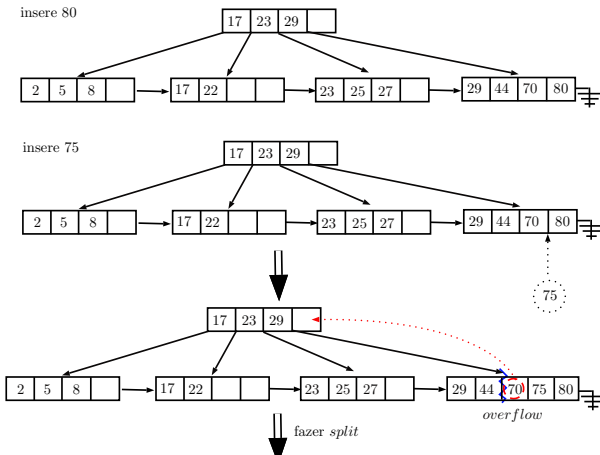 insere 80
17 23 29
2 5 8
17 22
23 25 27
29 44 70 80
insere 75
17 23 29
2 5 8
17 22
23 25 27
29 44 70 80
75
17 23 29
2 5 8
17 22
23 25 27
29 44 70 75 80
overflow
fazer split